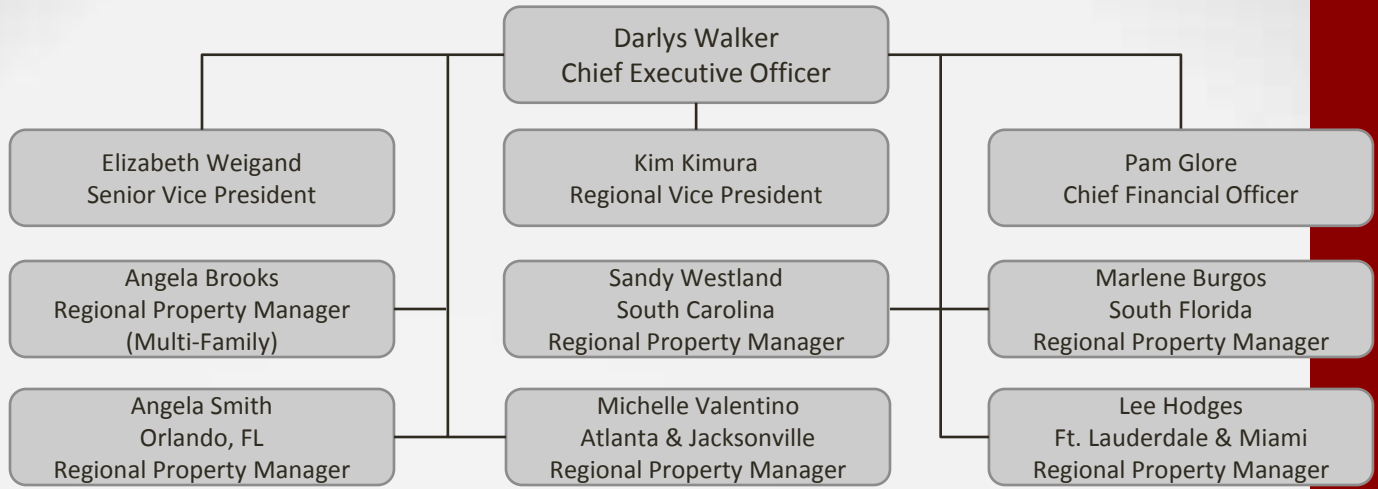 Darlys Walker
Chief Executive Officer
Elizabeth Weigand
Senior Vice President
Kim Kimura
Regional Vice President
Pam Glore
Chief Financial Officer
Angela Brooks
Regional Property Manager
(Multi-Family)
Sandy Westland
South Carolina
Regional Property Manager
Marlene Burgos
South Florida
Regional Property Manager
Angela Smith
Orlando, FL
Regional Property Manager
Michelle Valentino
Atlanta & Jacksonville
Regional Property Manager
Lee Hodges
Ft. Lauderdale & Miami
Regional Property Manager